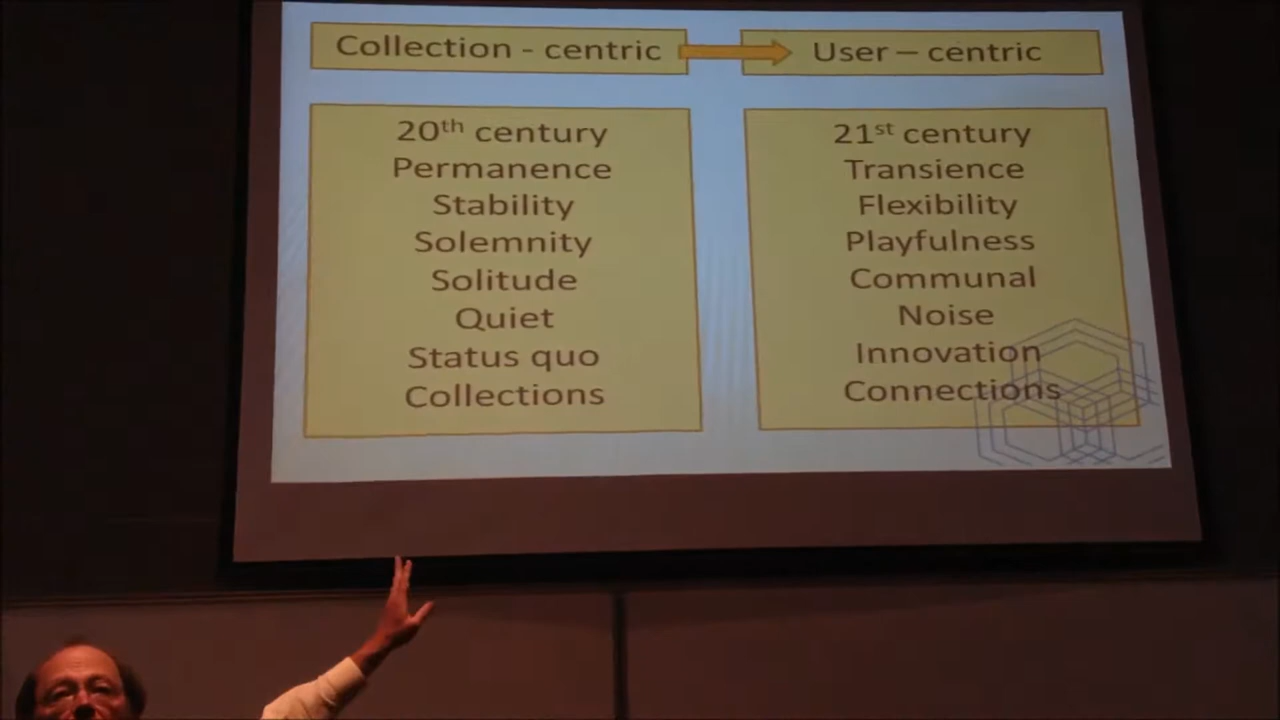 Collection - centric
User – centric
20th century
Permanence
Stability
Solemnity
Solitude
Quiet
Status quo
Collections
21st century
Transience
Flexibility
Playfulness
Communal
Noise
Innovation
Connections